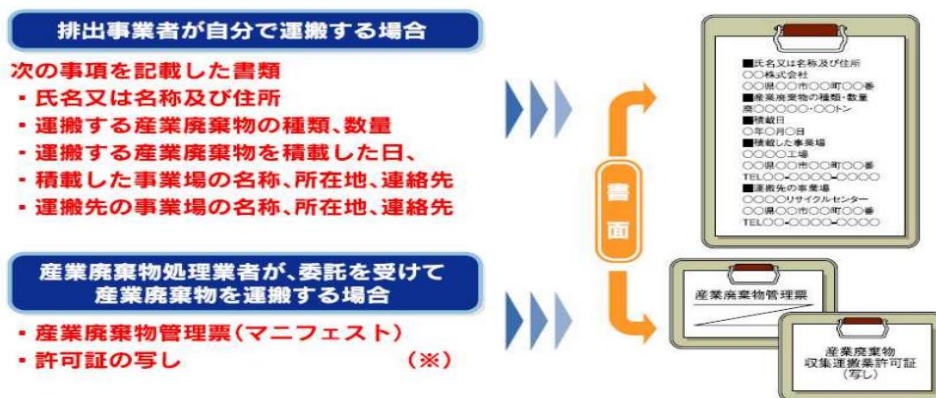 排出事業者が自分で運搬する場合
次の事項を記載した書類
・氏名又は名称及び住所
・運搬する産業廃棄物の種類、数量
・運搬する産業廃棄物を積載した日、
・積載した事業場の名称、所在地、連絡先
・運搬先の事業場の名称、所在地、連絡先
産業廃棄物処理業者が、委託を受けて
産業廃棄物を運搬する場合
・産業廃棄物管理票(マニフェスト)
・許可証の写し (※)
書面
■氏名又は名称及び住所
○○株式会社
○○県○○市○○町○○番
■産業廃棄物の種類・数量
廃○○○○○-○○トン
■積載日
○年○月○日
■積載した事業場
○○○○工場
○○県○○市○○町○○番
TEL○○-○○○○-○○○○
■運搬先の事業場
○○○○リサイクルセンター
○○県○○市○○町○○番
TEL○○-○○○○-○○○○
産業廃棄物管理票
産業廃棄物
収集運搬業許可証
(写し)